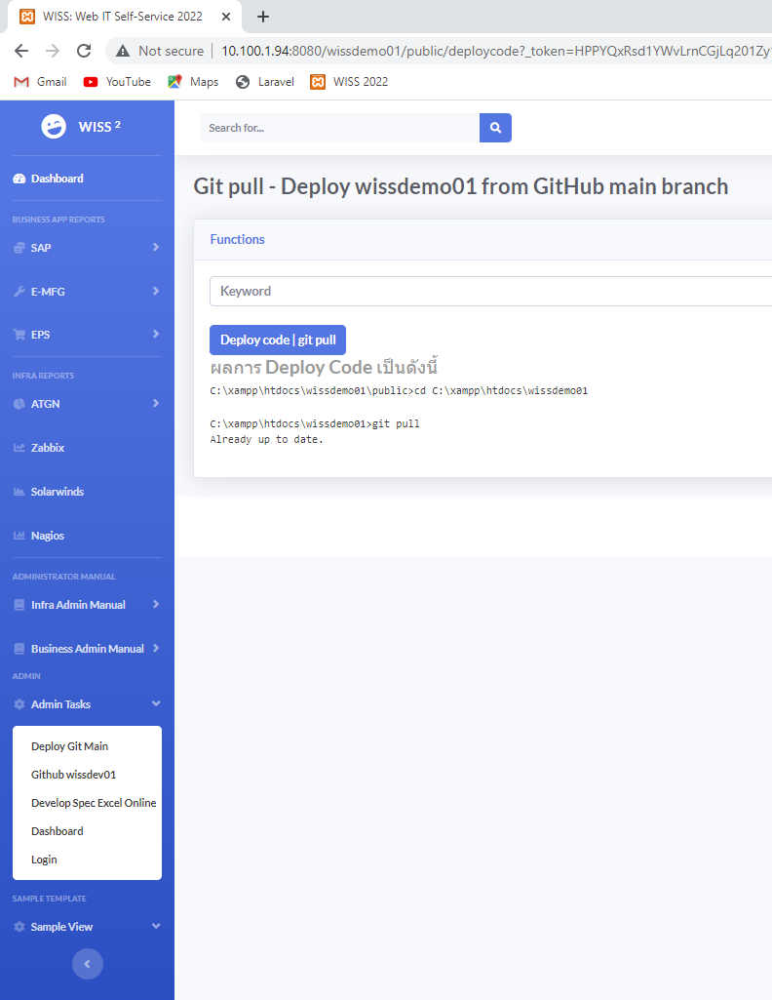 WISS: Web IT Self-Service 2022
Not secure
10.100.1.94:8080/wissdemo01/public/deploycode?_token=HPPYQxRsd1YWvLrnCGjLq201Zy
Gmail
YouTube
Maps
Laravel
WISS 2022
WISS 2
Search for...
Dashboard
BUSINESS APP REPORTS
SAP
E-MFG
EPS
INFRA REPORTS
ATGN
Zabbix
Solarwinds
Nagios
ADMINISTRATOR MANUAL
Infra Admin Manual
Business Admin Manual
ADMIN
Admin Tasks
Deploy Git Main
Github wissdev01
Develop Spec Excel Online
Dashboard
Login
SAMPLE TEMPLATE
Sample View
Git pull - Deploy wissdemo01 from GitHub main branch
Functions
Keyword
Deploy code | git pull
ผลการ Deploy Code เป็นดังนี้
C:\xampp\htdocs\wissdemo01\public>cd C:\xampp\htdocs\wissdemo01
C:\xampp\htdocs\wissdemo01>git pull
Already up to date.